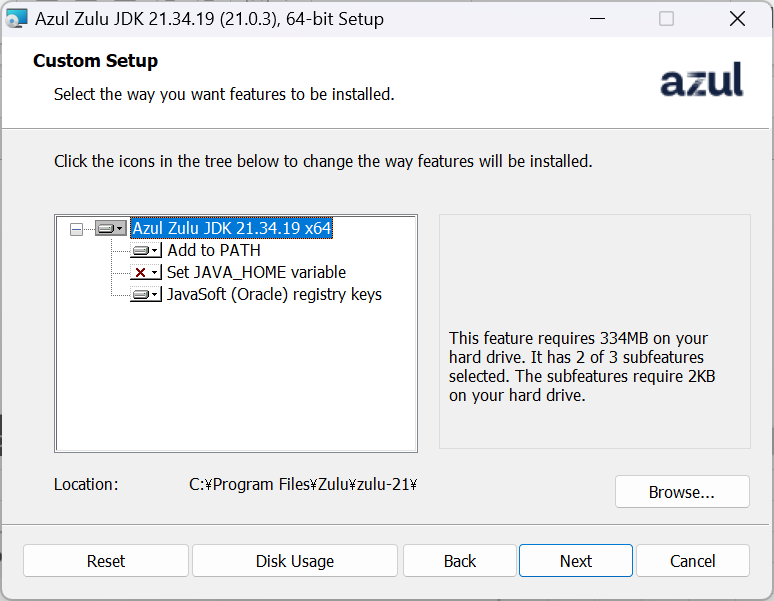 Azul Zulu JDK 21.34.19 (21.0.3), 64-bit Setup
Custom Setup
Select the way you want features to be installed.
azul
Click the icons in the tree below to change the way features will be installed.
Azul Zulu JDK 21.34.19 x64
Add to PATH
Set JAVA_HOME variable
JavaSoft (Oracle) registry keys
This feature requires 334MB on your
hard drive. It has 2 of 3 subfeatures
selected. The subfeatures require 2KB
on your hard drive.
Location: C:¥Program Files¥Zulu¥zulu-21¥
Browse...
Reset Disk Usage Back Next Cancel